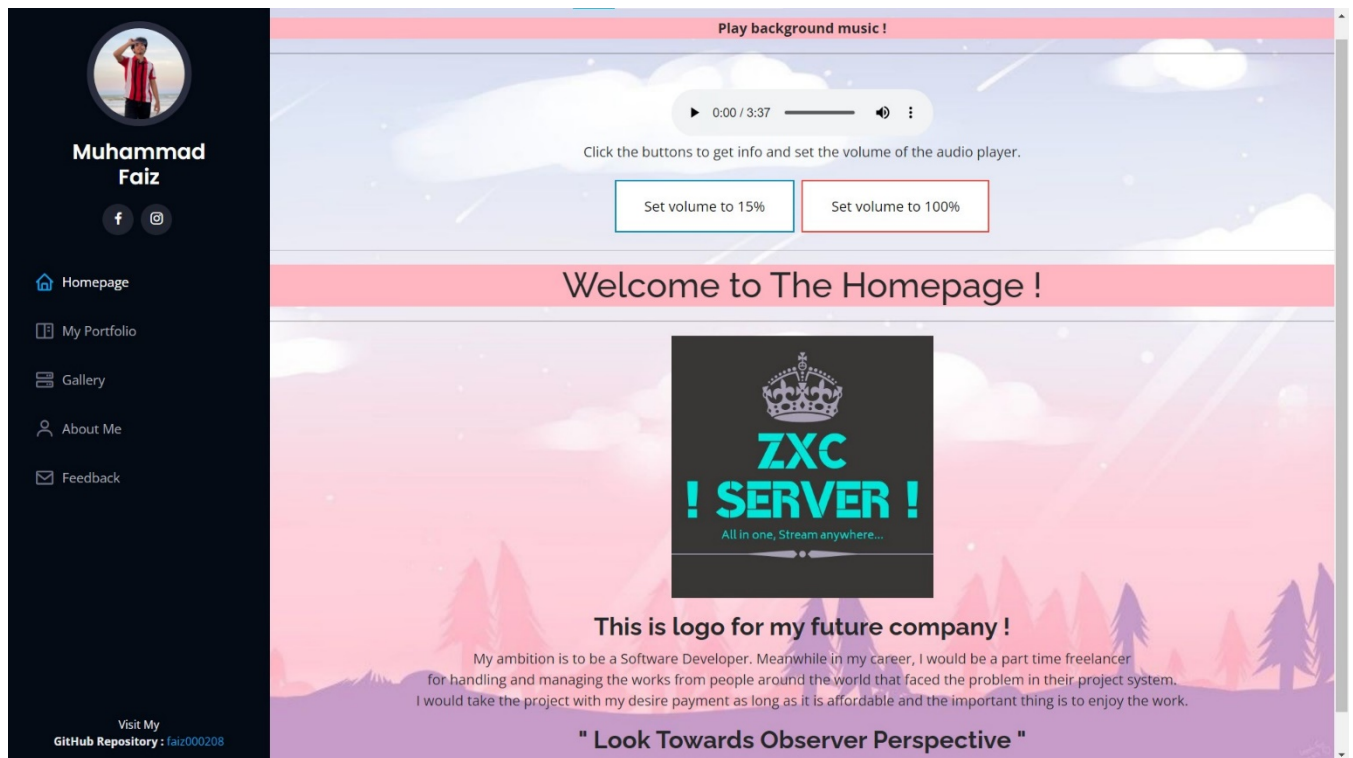 Muhammad
Faiz
Homepage
My Portfolio
Gallery
About Me
Feedback
Visit My
GitHub Repository : faiz000208
Play background music !
0:00 / 3:37
Click the buttons to get info and set the volume of the audio player.
Set volume to 15%
Set volume to 100%
Welcome to The Homepage !
ZXC
! SERVER !
All in one, Stream anywhere...
This is logo for my future company !
My ambition is to be a Software Developer. Meanwhile in my career, I would be a part time freelancer
for handling and managing the works from people around the world that faced the problem in their project system.
I would take the project with my desire payment as long as it is affordable and the important thing is to enjoy the work.
" Look Towards Observer Perspective "